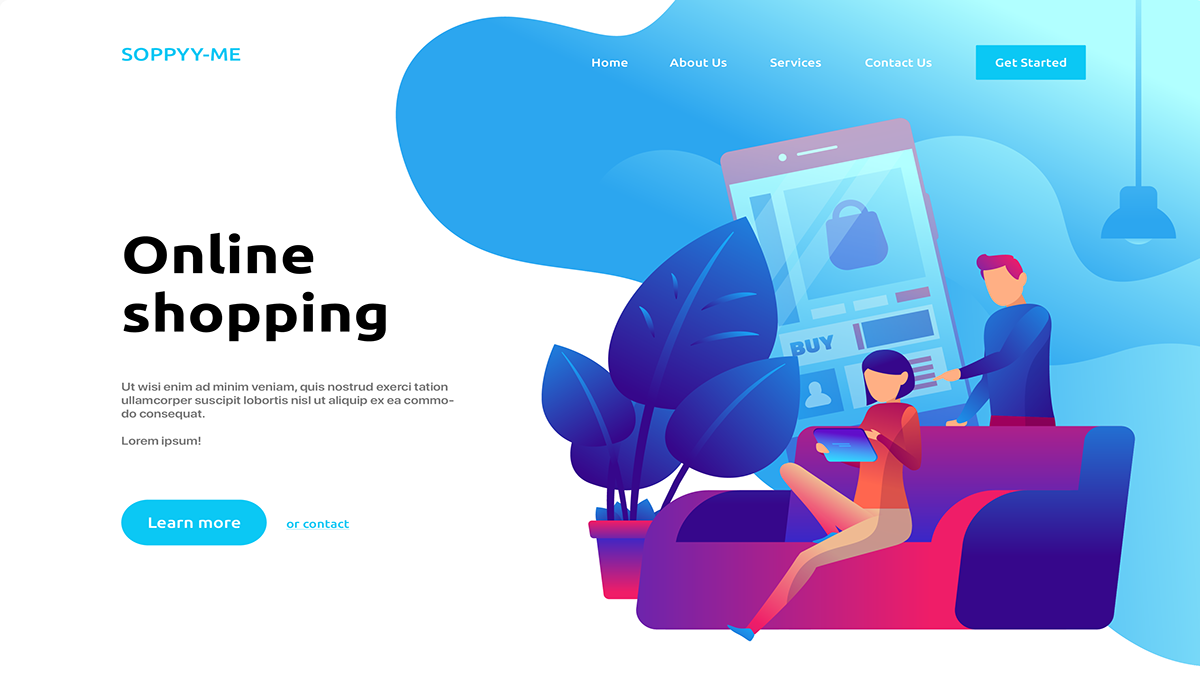 SOPPYY-ME
Home
About Us
Services
Contact Us
Get Started
Online
shopping
Ut wisi enim ad minim veniam, quis nostrud exerci tation
ullamcorper suscipit lobortis nisl ut aliquip ex ea commo-
do consequat.
Lorem ipsum!
Learn more
or contact
BUY